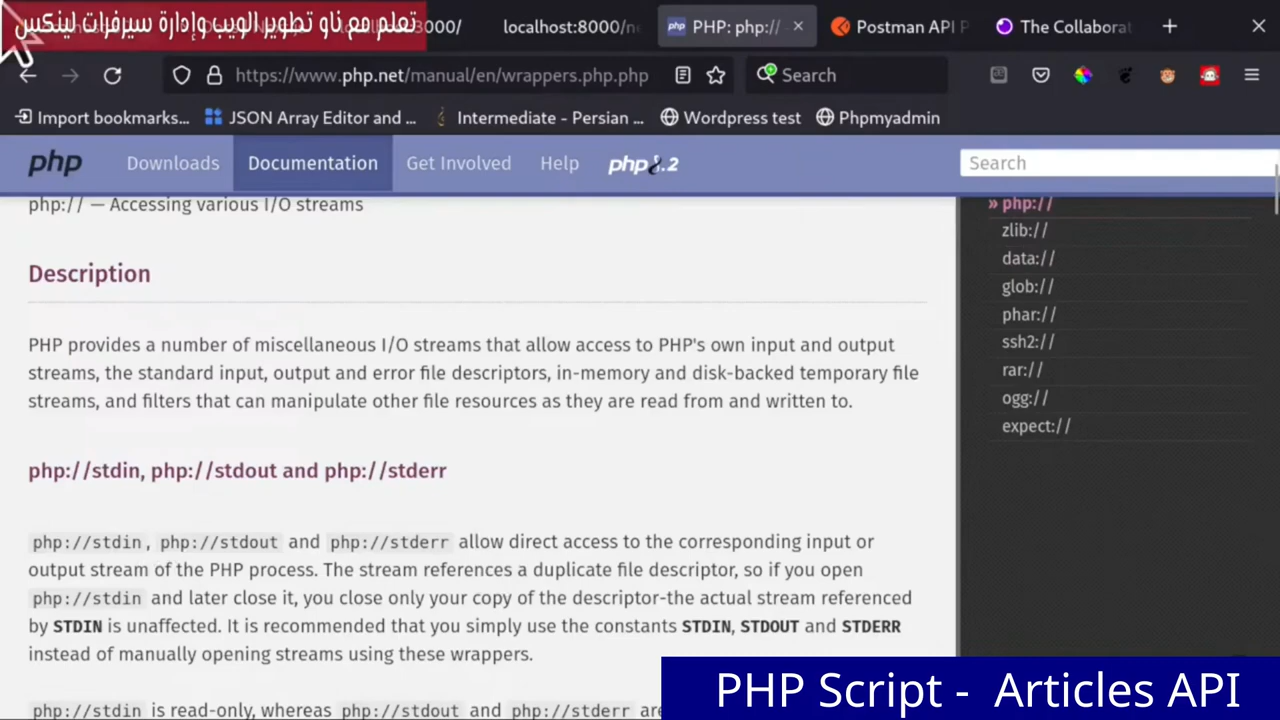 تعلم مع ناو تطوير الويب وإدارة سيرفرات لينكس
3000/
localhost:8000/n
PHP: php://
Postman API P
The Collabora
https://www.php.net/manual/en/wrappers.php.php
Search
Import bookmarks...
JSON Array Editor and ...
Intermediate - Persian ...
Wordpress test
Phpmyadmin
php
Downloads
Documentation
Get Involved
Help
php8.2
Search
php:// — Accessing various I/O streams
» php://
zlib://
data://
glob://
phar://
ssh2://
rar://
ogg://
expect://
Description
PHP provides a number of miscellaneous I/O streams that allow access to PHP's own input and output
streams, the standard input, output and error file descriptors, in-memory and disk-backed temporary file
streams, and filters that can manipulate other file resources as they are read from and written to.
php://stdin, php://stdout and php://stderr
php://stdin, php://stdout and php://stderr allow direct access to the corresponding input or
output stream of the PHP process. The stream references a duplicate file descriptor, so if you open
php://stdin and later close it, you close only your copy of the descriptor-the actual stream referenced
by STDIN is unaffected. It is recommended that you simply use the constants STDIN, STDOUT and STDERR
instead of manually opening streams using these wrappers.
php://stdin is read-only, whereas php://stdout and php://stderr are
PHP Script - Articles API